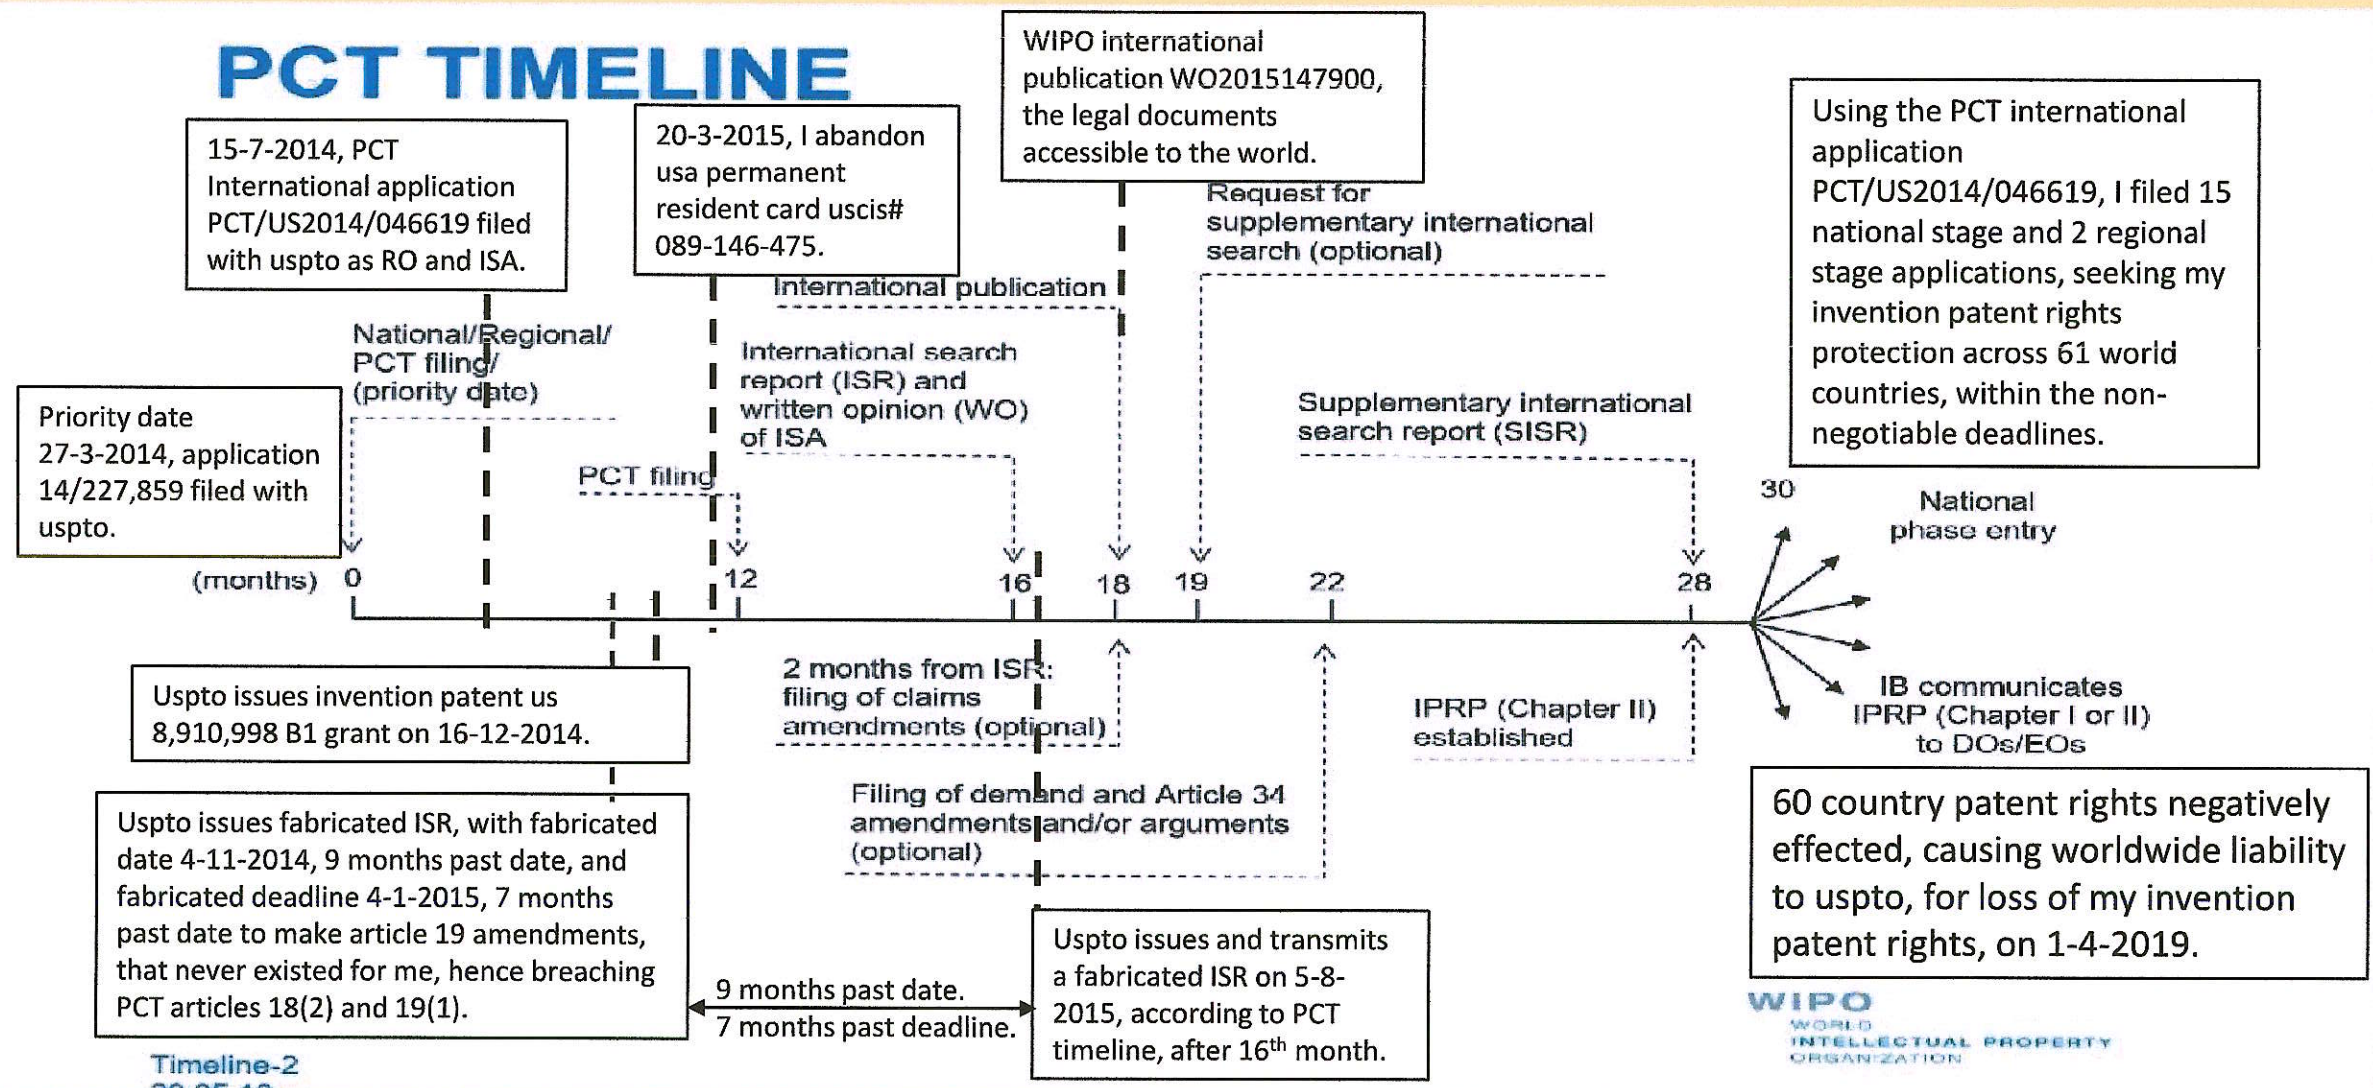 PCT TIMELINE
WIPO international
publication WO2015147900,
the legal documents
accessible to the world.
15-7-2014, PCT
International application
PCT/US2014/046619 filed
with uspto as RO and ISA.
20-3-2015, I abandon
usa permanent
resident card uscis#
089-146-475.
Using the PCT international
application
PCT/US2014/046619, I filed 15
national stage and 2 regional
stage applications, seeking my
invention patent rights
protection across 61 world
countries, within the non-
negotiable deadlines.
Request for
supplementary international
search (optional)
International publication
National/Regional/
PCT filing/
(priority date)
International search
report (ISR) and
written opinion (WO)
of ISA
Priority date
27-3-2014, application
14/227,859 filed with
uspto.
Supplementary international
search report (SISR)
PCT filing
30
National
phase entry
(months) 0 12 16 18 19 22 28
2 months from ISR:
filing of claims
amendments (optional)
Uspto issues invention patent us
8,910,998 B1 grant on 16-12-2014.
IPRP (Chapter II)
established
IB communicates
IPRP (Chapter I or II)
to DOs/EOs
Filing of demand and Article 34
amendments and/or arguments
(optional)
Uspto issues fabricated ISR, with fabricated
date 4-11-2014, 9 months past date, and
fabricated deadline 4-1-2015, 7 months
past date to make article 19 amendments,
that never existed for me, hence breaching
PCT articles 18(2) and 19(1).
9 months past date.
7 months past deadline.
Uspto issues and transmits
a fabricated ISR on 5-8-
2015, according to PCT
timeline, after 16th month.
60 country patent rights negatively
effected, causing worldwide liability
to uspto, for loss of my invention
patent rights, on 1-4-2019.
WIPO
WORLD
INTELLECTUAL PROPERTY
ORGANIZATION
Timeline-2